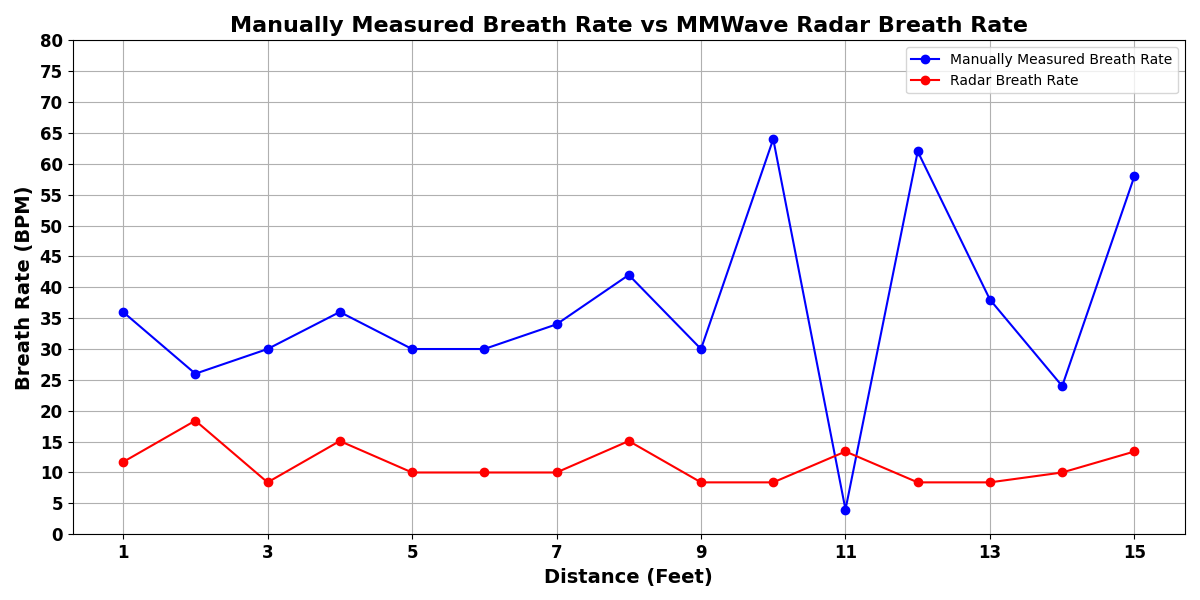 Manually Measured Breath Rate vs MMWave Radar Breath Rate
Manually Measured Breath Rate
Radar Breath Rate
Breath Rate (BPM)
80
75
70
65
60
55
50
45
40
35
30
25
20
15
10
5
0
1 3 5 7 9 11 13 15
Distance (Feet)